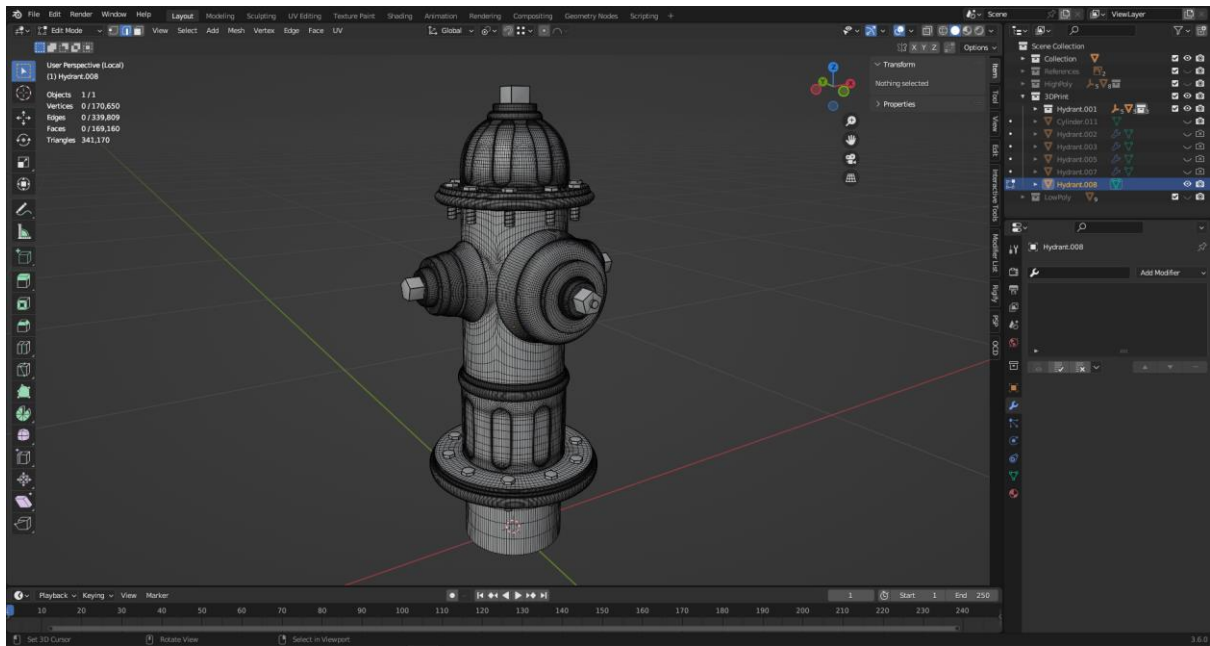 File Edit Render Window Help Layout Modeling Sculpting UV Editing Texture Paint Shading Animation Rendering Compositing Geometry Nodes Scripting + Scene ViewLayer
Edit Mode View Select Add Mesh Vertex Edge Face UV Global
X Y Z Options
User Perspective (Local)
(1) Hydrant.008
Objects 1/1
Vertices 0/170,650
Edges 0/339,809
Faces 0/169,160
Triangles 341,170
Z
Transform
Nothing selected
Properties
Item
Tool
View
Edit
Interactive Tools
Modifier List
Rigify
PSP
OCD
Scene Collection
Collection
References 2
HighPoly 5 8
3DPrint
Hydrant.001
Cylinder.011
Hydrant.002
Hydrant.003
Hydrant.005
Hydrant.007
Hydrant.008
LowPoly 9
Hydrant.008
Add Modifier
Playback Keying View Marker 1 Start 1 End 250
10 20 30 40 50 60 70 80 90 100 110 120 130 140 150 160 170 180 190 200 210 220 230 240
Set 3D Cursor Rotate View Select in Viewport 3.6.0